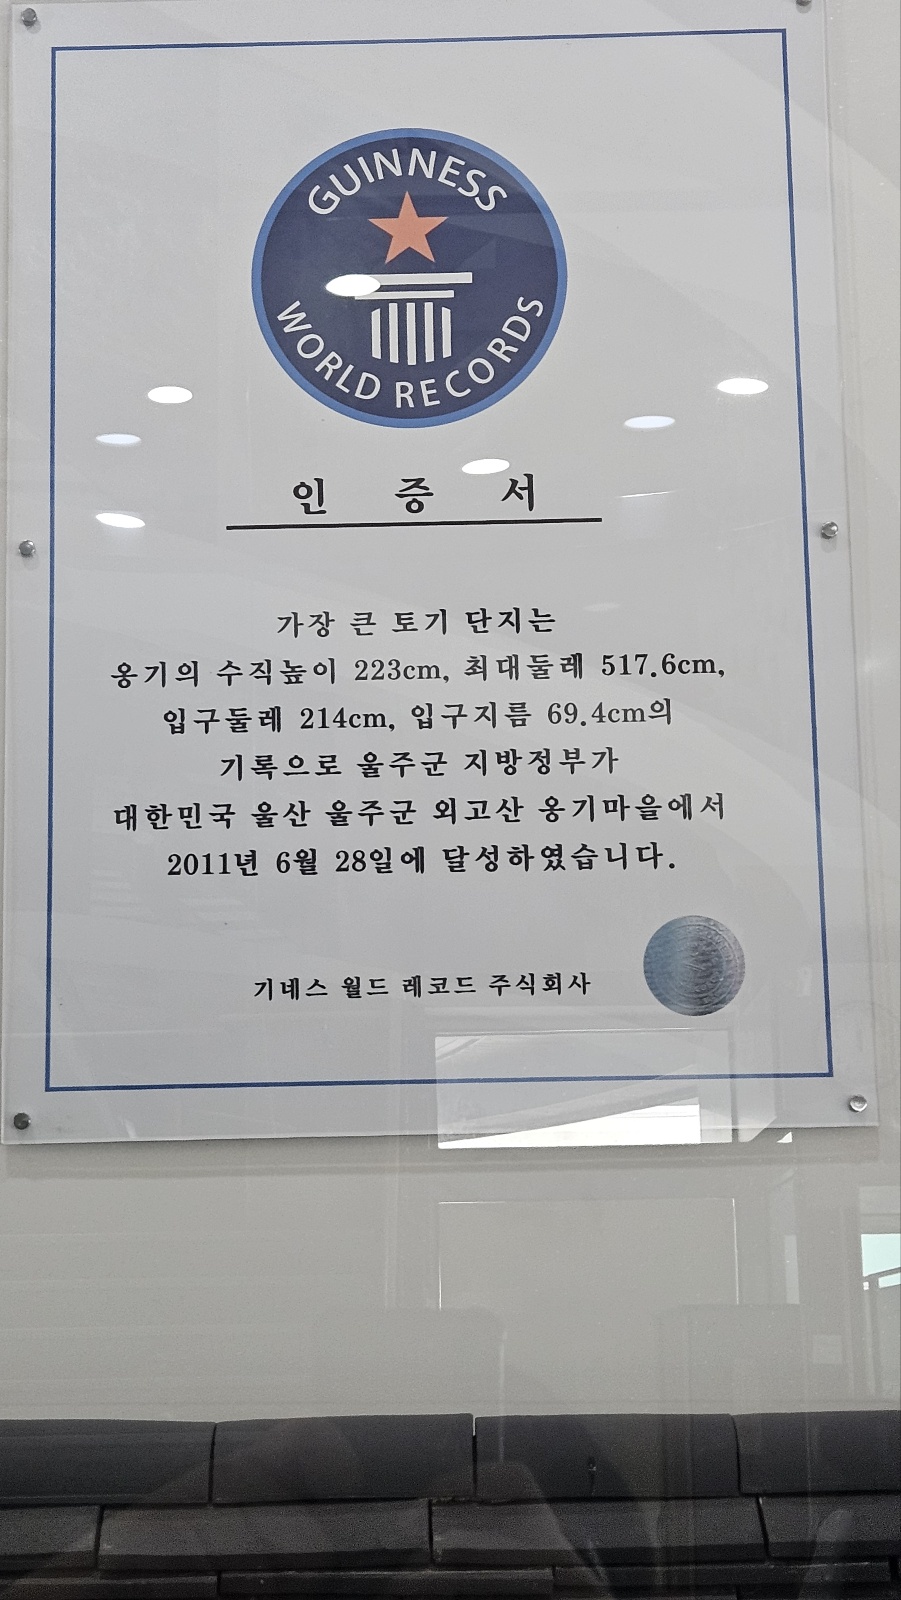 GUINNESS
WORLD RECORDS
인 증 서
가장 큰 토기 단지는
옹기의 수직높이 223cm, 최대둘레 517.6cm,
입구둘레 214cm, 입구지름 69.4cm의
기록으로 울주군 지방정부가
대한민국 울산 울주군 외고산 옹기마을에서
2011년 6월 28일에 달성하였습니다.
기네스 월드 레코드 주식회사